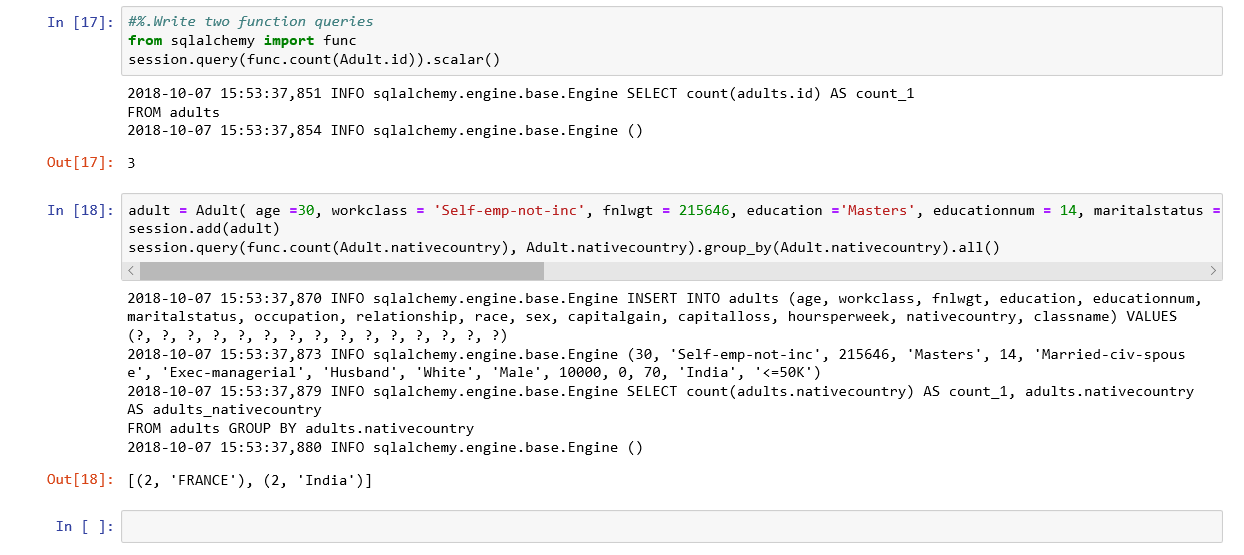 In [17]: #%.Write two function queries
from sqlalchemy import func
session.query(func.count(Adult.id)).scalar()
2018-10-07 15:53:37,851 INFO sqlalchemy.engine.base.Engine SELECT count(adults.id) AS count_1
FROM adults
2018-10-07 15:53:37,854 INFO sqlalchemy.engine.base.Engine ()
Out[17]: 3
In [18]: adult = Adult( age =30, workclass = 'Self-emp-not-inc', fnlwgt = 215646, education ='Masters', educationnum = 14, maritalstatus =
session.add(adult)
session.query(func.count(Adult.nativecountry), Adult.nativecountry).group_by(Adult.nativecountry).all()
2018-10-07 15:53:37,870 INFO sqlalchemy.engine.base.Engine INSERT INTO adults (age, workclass, fnlwgt, education, educationnum,
maritalstatus, occupation, relationship, race, sex, capitalgain, capitalloss, hoursperweek, nativecountry, classname) VALUES
(?, ?, ?, ?, ?, ?, ?, ?, ?, ?, ?, ?, ?, ?, ?)
2018-10-07 15:53:37,873 INFO sqlalchemy.engine.base.Engine (30, 'Self-emp-not-inc', 215646, 'Masters', 14, 'Married-civ-spous
e', 'Exec-managerial', 'Husband', 'White', 'Male', 10000, 0, 70, 'India', '<=50K')
2018-10-07 15:53:37,879 INFO sqlalchemy.engine.base.Engine SELECT count(adults.nativecountry) AS count_1, adults.nativecountry
AS adults_nativecountry
FROM adults GROUP BY adults.nativecountry
2018-10-07 15:53:37,880 INFO sqlalchemy.engine.base.Engine ()
Out[18]: [(2, 'FRANCE'), (2, 'India')]
In [ ]: